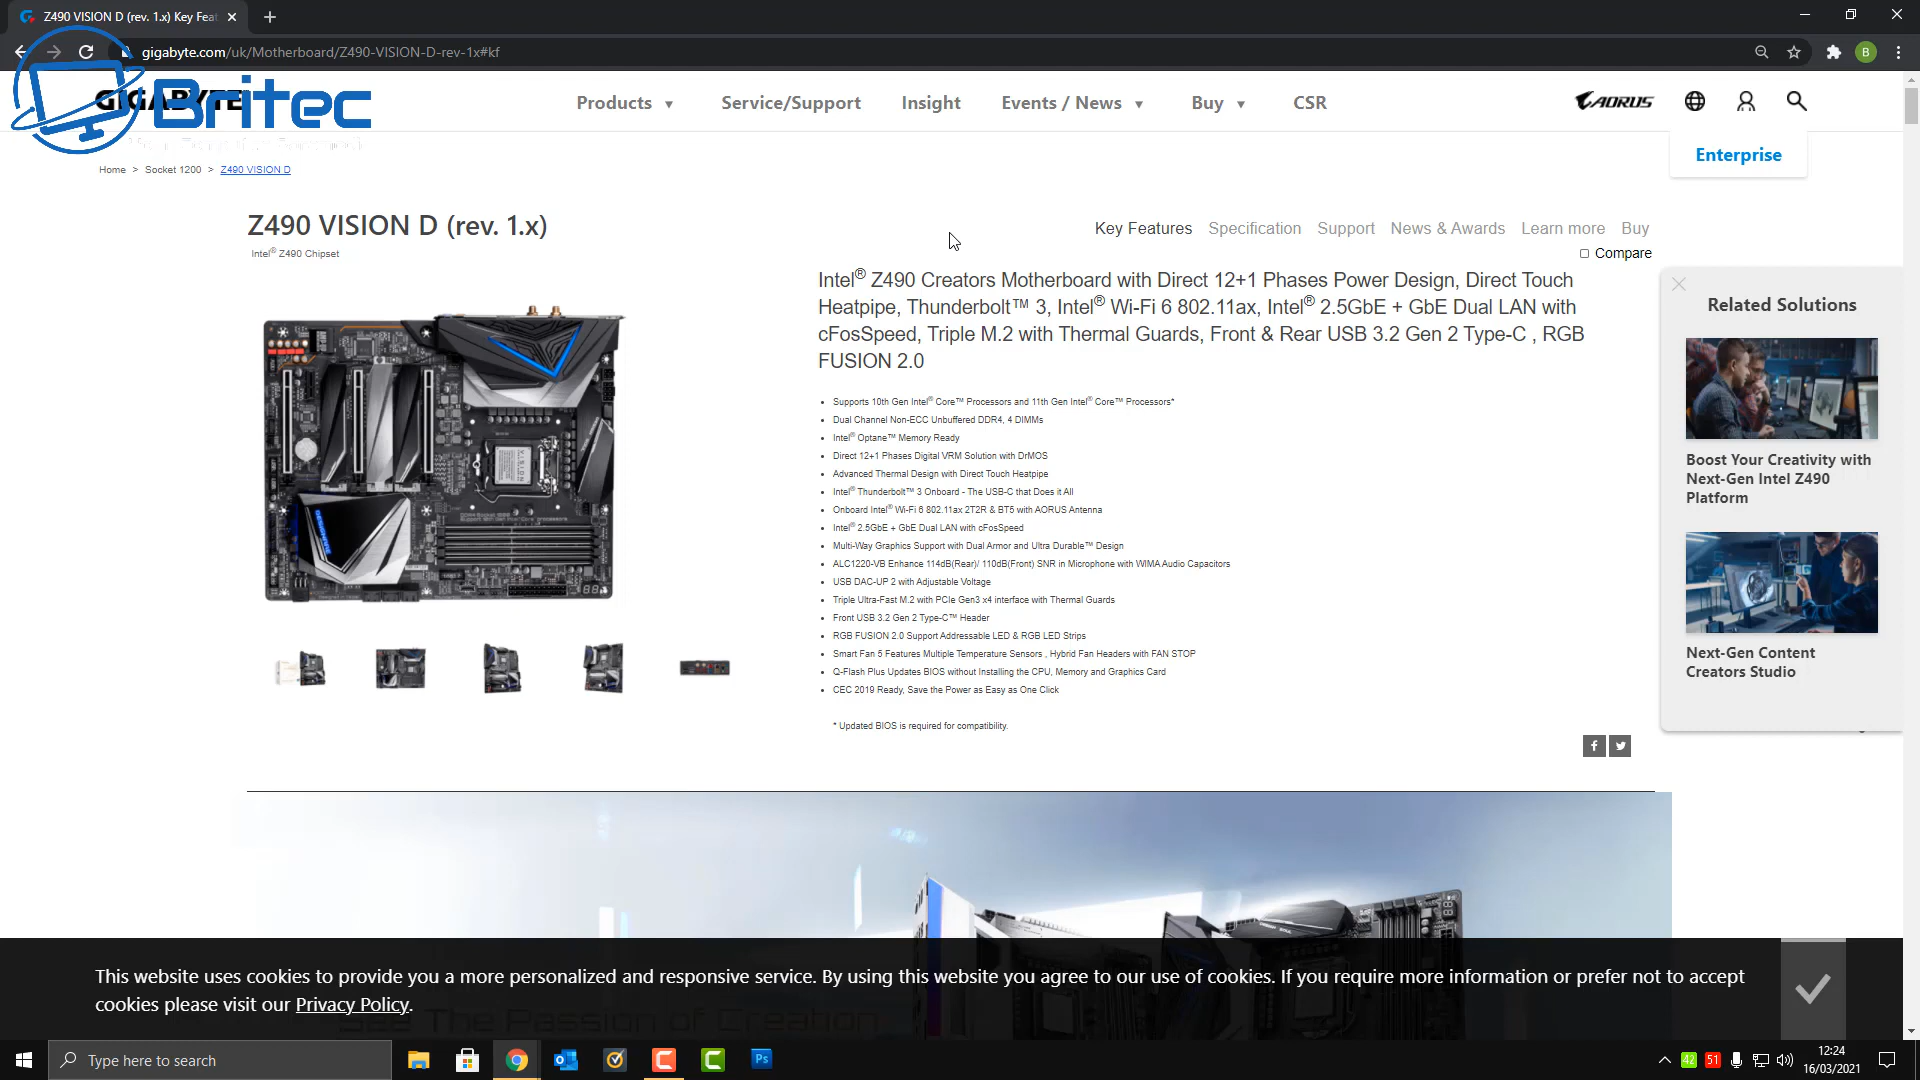 Z490 VISION D (rev. 1.x) Key Feat
gigabyte.com/uk/Motherboard/Z490-VISION-D-rev-1x#kf
B
GIGABYTE
Britec
Products
Service/Support
Insight
Events / News
Buy
CSR
AORUS
Enterprise
Home > Socket 1200 > Z490 VISION D
Z490 VISION D (rev. 1.x)
Intel® Z490 Chipset
Key Features
Specification
Support
News & Awards
Learn more
Buy
Compare
Intel® Z490 Creators Motherboard with Direct 12+1 Phases Power Design, Direct Touch
Heatpipe, Thunderbolt™ 3, Intel® Wi-Fi 6 802.11ax, Intel® 2.5GbE + GbE Dual LAN with
cFosSpeed, Triple M.2 with Thermal Guards, Front & Rear USB 3.2 Gen 2 Type-C , RGB
FUSION 2.0
• Supports 10th Gen Intel® Core™ Processors and 11th Gen Intel® Core™ Processors*
• Dual Channel Non-ECC Unbuffered DDR4, 4 DIMMs
• Intel® Optane™ Memory Ready
• Direct 12+1 Phases Digital VRM Solution with DrMOS
• Advanced Thermal Design with Direct Touch Heatpipe
• Intel® Thunderbolt™ 3 Onboard - The USB-C that Does it All
• Onboard Intel® Wi-Fi 6 802.11ax 2T2R & BT5 with AORUS Antenna
• Intel® 2.5GbE + GbE Dual LAN with cFosSpeed
• Multi-Way Graphics Support with Dual Armor and Ultra Durable™ Design
• ALC1220-VB Enhance 114dB(Rear)/ 110dB(Front) SNR in Microphone with WIMA Audio Capacitors
• USB DAC-UP 2 with Adjustable Voltage
• Triple Ultra-Fast M.2 with PCIe Gen3 x4 interface with Thermal Guards
• Front USB 3.2 Gen 2 Type-C™ Header
• RGB FUSION 2.0 Support Addressable LED & RGB LED Strips
• Smart Fan 5 Features Multiple Temperature Sensors , Hybrid Fan Headers with FAN STOP
• Q-Flash Plus Updates BIOS without Installing the CPU, Memory and Graphics Card
• CEC 2019 Ready, Save the Power as Easy as One Click
* Updated BIOS is required for compatibility.
Related Solutions
Boost Your Creativity with
Next-Gen Intel Z490
Platform
Next-Gen Content
Creators Studio
See The Passion of Creation
This website uses cookies to provide you a more personalized and responsive service. By using this website you agree to our use of cookies. If you require more information or prefer not to accept
cookies please visit our Privacy Policy.
Type here to search
Ps
42
51
12:24
16/03/2021